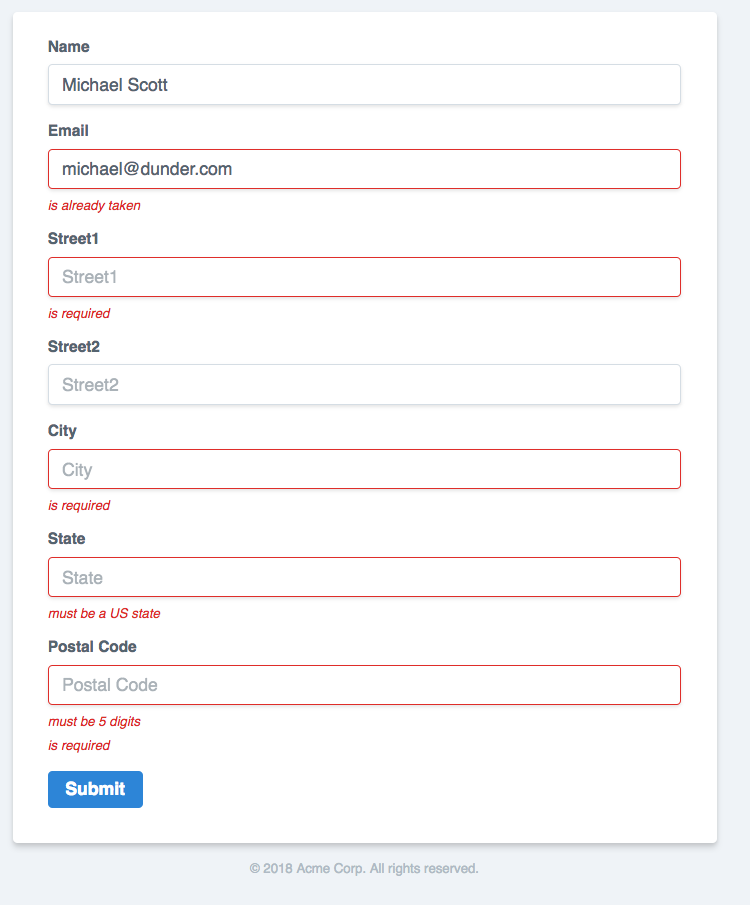 Name
Michael Scott
Email
michael@dunder.com
is already taken
Street1
Street1
is required
Street2
Street2
City
City
is required
State
State
must be a US state
Postal Code
Postal Code
must be 5 digits
is required
Submit
© 2018 Acme Corp. All rights reserved.